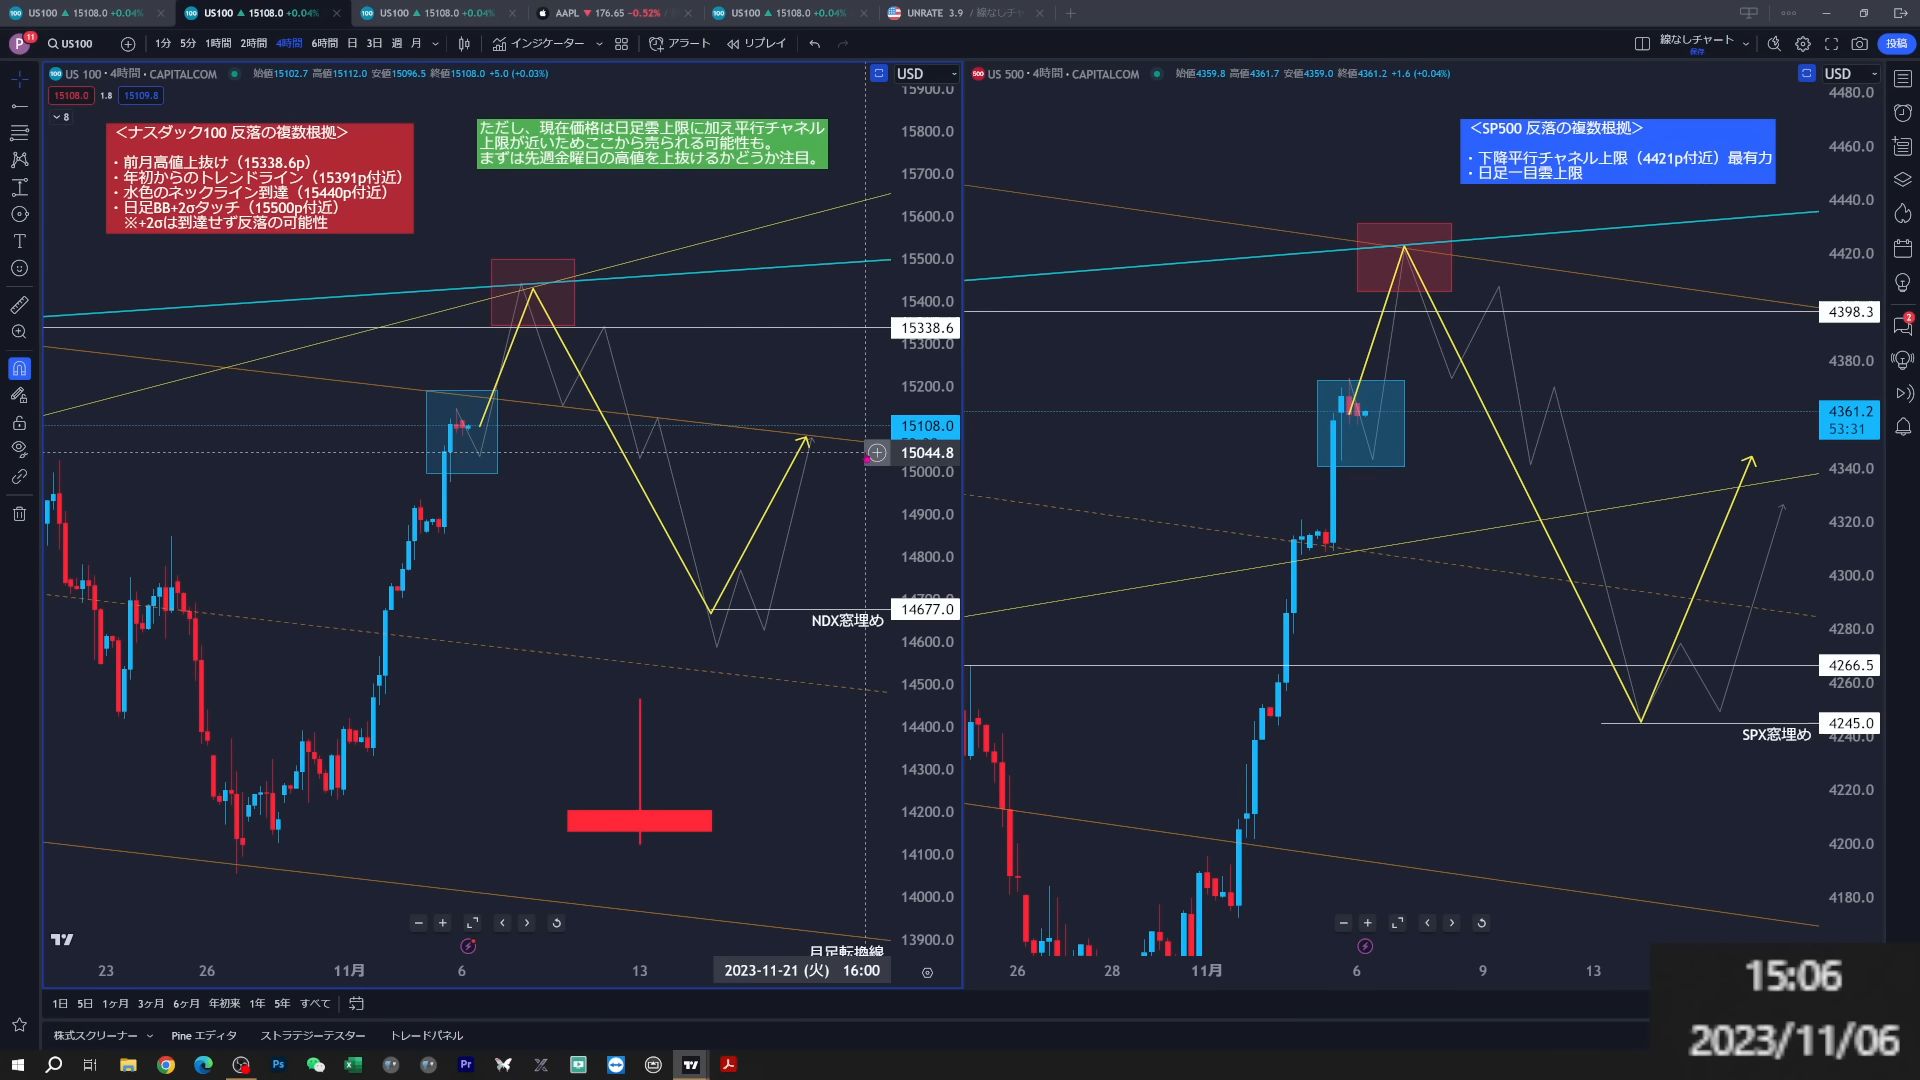 US100 ▲ 15108.0 +0.04%
US100 ▲ 15108.0 +0.04%
US100 ▲ 15108.0 +0.04%
AAPL ▼ 176.65 −0.52%
US100 ▲ 15108.0 +0.04%
UNRATE 3.9 / 線なしチャ
P 11
US100
1分 5分 1時間 2時間 4時間 6時間 日 3日 週 月
インジケーター
アラート
リプレイ
線なしチャート
保存
投稿
US 100 · 4時間 · CAPITALCOM
始値15102.7 高値15112.0 安値15096.5 終値15108.0 +5.0 (+0.03%)
USD
15108.0 1.8 15109.8
8
＜ナスダック100 反落の複数根拠＞
・前月高値上抜け（15338.6p）
・年初からのトレンドライン（15391p付近）
・水色のネックライン到達（15440p付近）
・日足BB+2σタッチ（15500p付近）
※+2σは到達せず反落の可能性
ただし、現在価格は日足雲上限に加え平行チャネル
上限が近いためここから売られる可能性も。
まずは先週金曜日の高値を上抜けるかどうか注目。
15900.0
15800.0
15700.0
15600.0
15500.0
15400.0
15338.6
15300.0
15200.0
15108.0
15044.8
15000.0
14900.0
14800.0
14677.0
NDX窓埋め
14600.0
14500.0
14400.0
14300.0
14200.0
14100.0
14000.0
13900.0
日足転換線
23 26 11月 6 13
2023-11-21 (火) 16:00
US 500 · 4時間 · CAPITALCOM
始値4359.8 高値4361.7 安値4359.0 終値4361.2 +1.6 (+0.04%)
USD
＜SP500 反落の複数根拠＞
・下降平行チャネル上限（4421p付近）最有力
・日足一目雲上限
4480.0
4460.0
4440.0
4420.0
4398.3
4380.0
4361.2
53:31
4340.0
4320.0
4300.0
4280.0
4266.5
4260.0
4245.0
4240.0
SPX窓埋め
4220.0
4200.0
4180.0
26 28 11月 6 9 13
2
1日 5日 1ヶ月 3ヶ月 6ヶ月 年初来 1年 5年 すべて
株式スクリーナー Pine エディタ ストラテジーテスター トレードパネル
15:06
2023/11/06